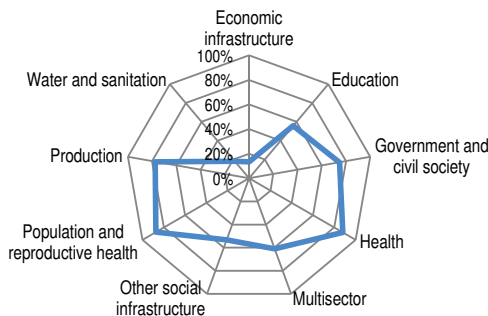 Economic
infrastructure
100%
80%
60%
40%
20%
0%
Education
Government and
civil society
Health
Multisector
Other social
infrastructure
Population and
reproductive health
Production
Water and sanitation